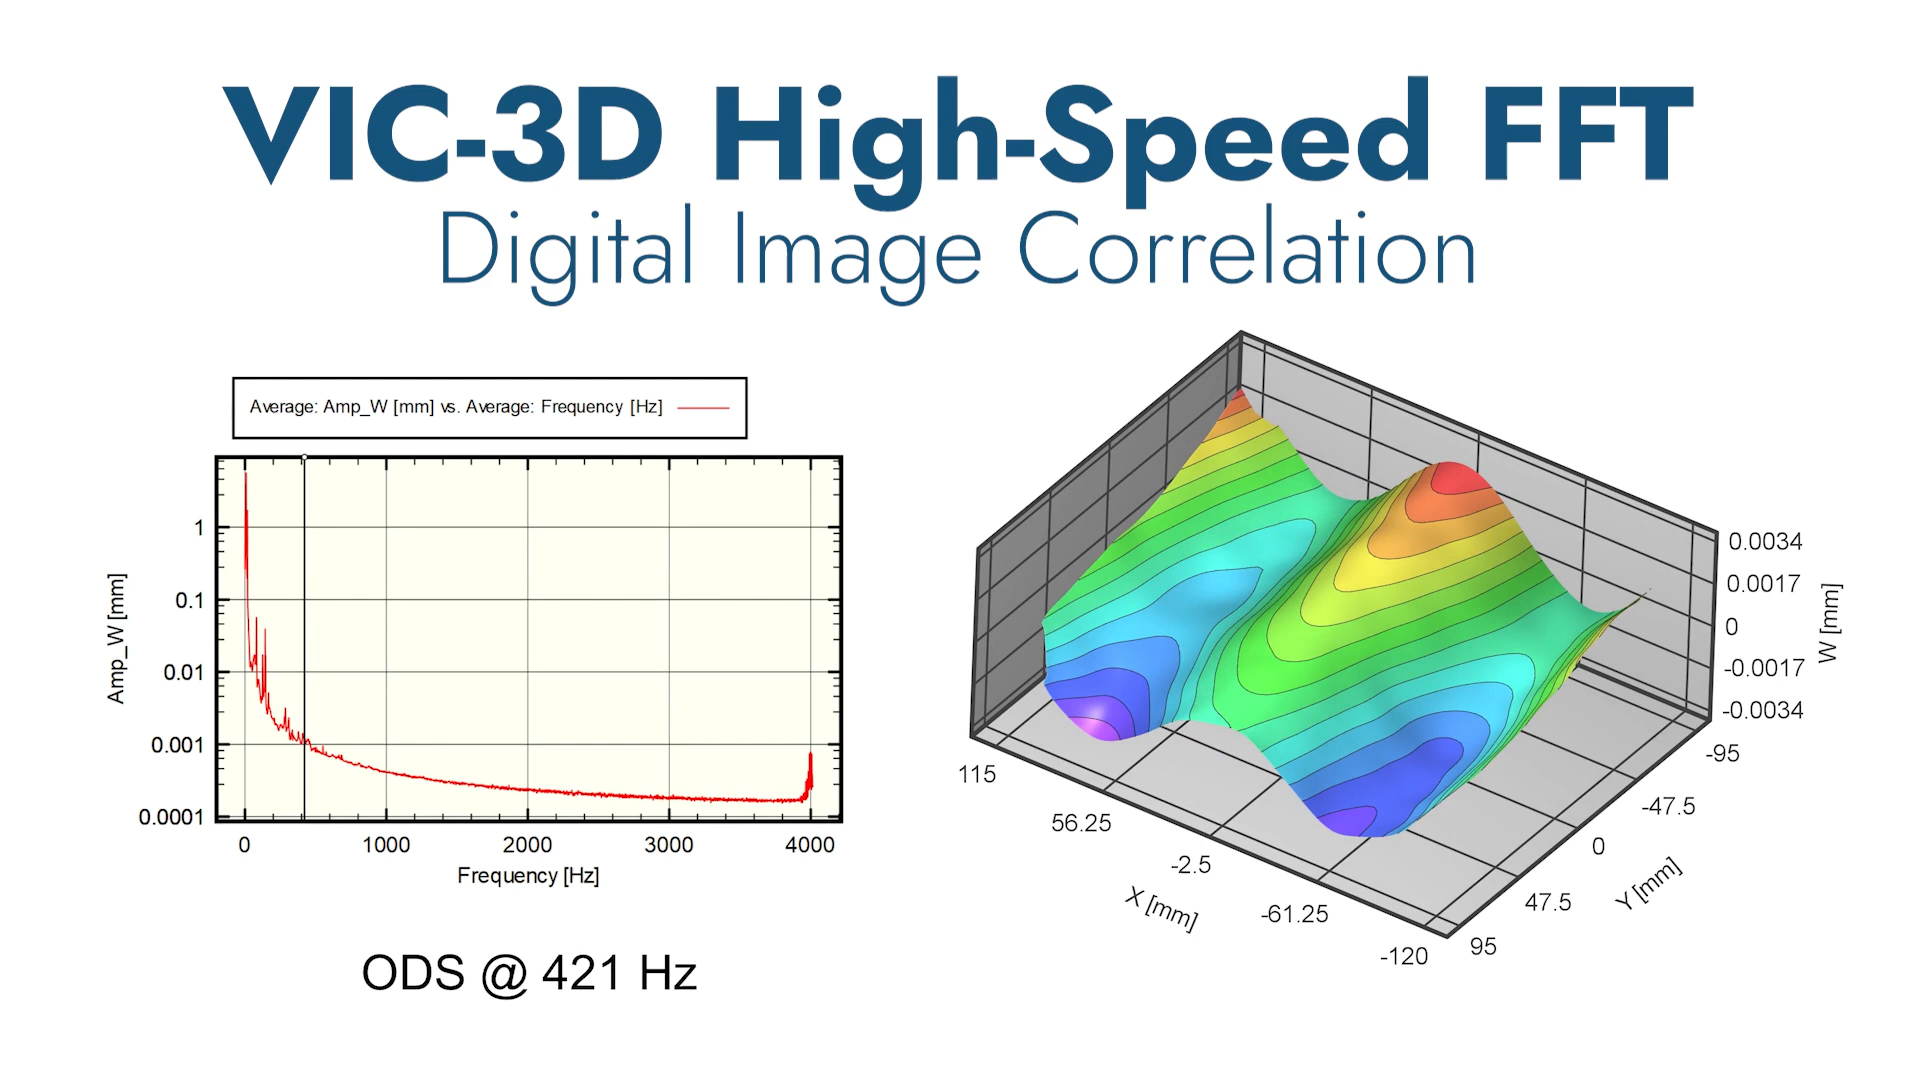 VIC-3D High-Speed FFT
Digital Image Correlation
Average: Amp_W [mm] vs. Average: Frequency [Hz]
Amp_W [mm]
1
0.1
0.01
0.001
0.0001
0 1000 2000 3000 4000
Frequency [Hz]
ODS @ 421 Hz
0.0034
0.0017
0
-0.0017
-0.0034
W [mm]
115
56.25
-2.5
-61.25
-120
X [mm]
-95
-47.5
0
47.5
95
Y [mm]